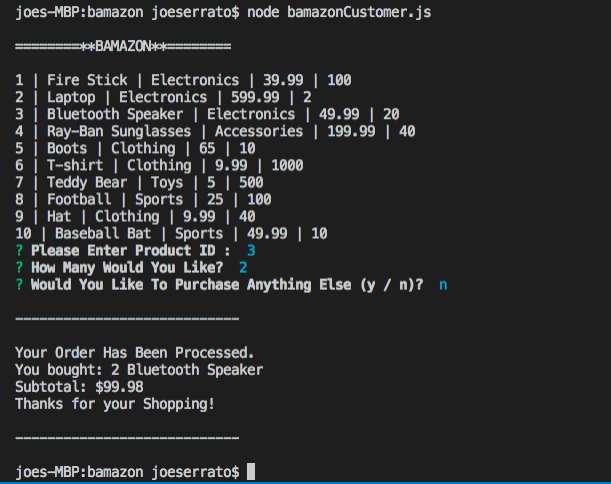 joes-MBP:bamazon joeserrato$ node bamazonCustomer.js
========**BAMAZON**========
1 | Fire Stick | Electronics | 39.99 | 100
2 | Laptop | Electronics | 599.99 | 2
3 | Bluetooth Speaker | Electronics | 49.99 | 20
4 | Ray-Ban Sunglasses | Accessories | 199.99 | 40
5 | Boots | Clothing | 65 | 10
6 | T-shirt | Clothing | 9.99 | 1000
7 | Teddy Bear | Toys | 5 | 500
8 | Football | Sports | 25 | 100
9 | Hat | Clothing | 9.99 | 40
10 | Baseball Bat | Sports | 49.99 | 10
? Please Enter Product ID :  3
? How Many Would You Like?  2
? Would You Like To Purchase Anything Else (y / n)?  n
----------------------------
Your Order Has Been Processed.
You bought: 2 Bluetooth Speaker
Subtotal: $99.98
Thanks for your Shopping!
----------------------------
joes-MBP:bamazon joeserrato$